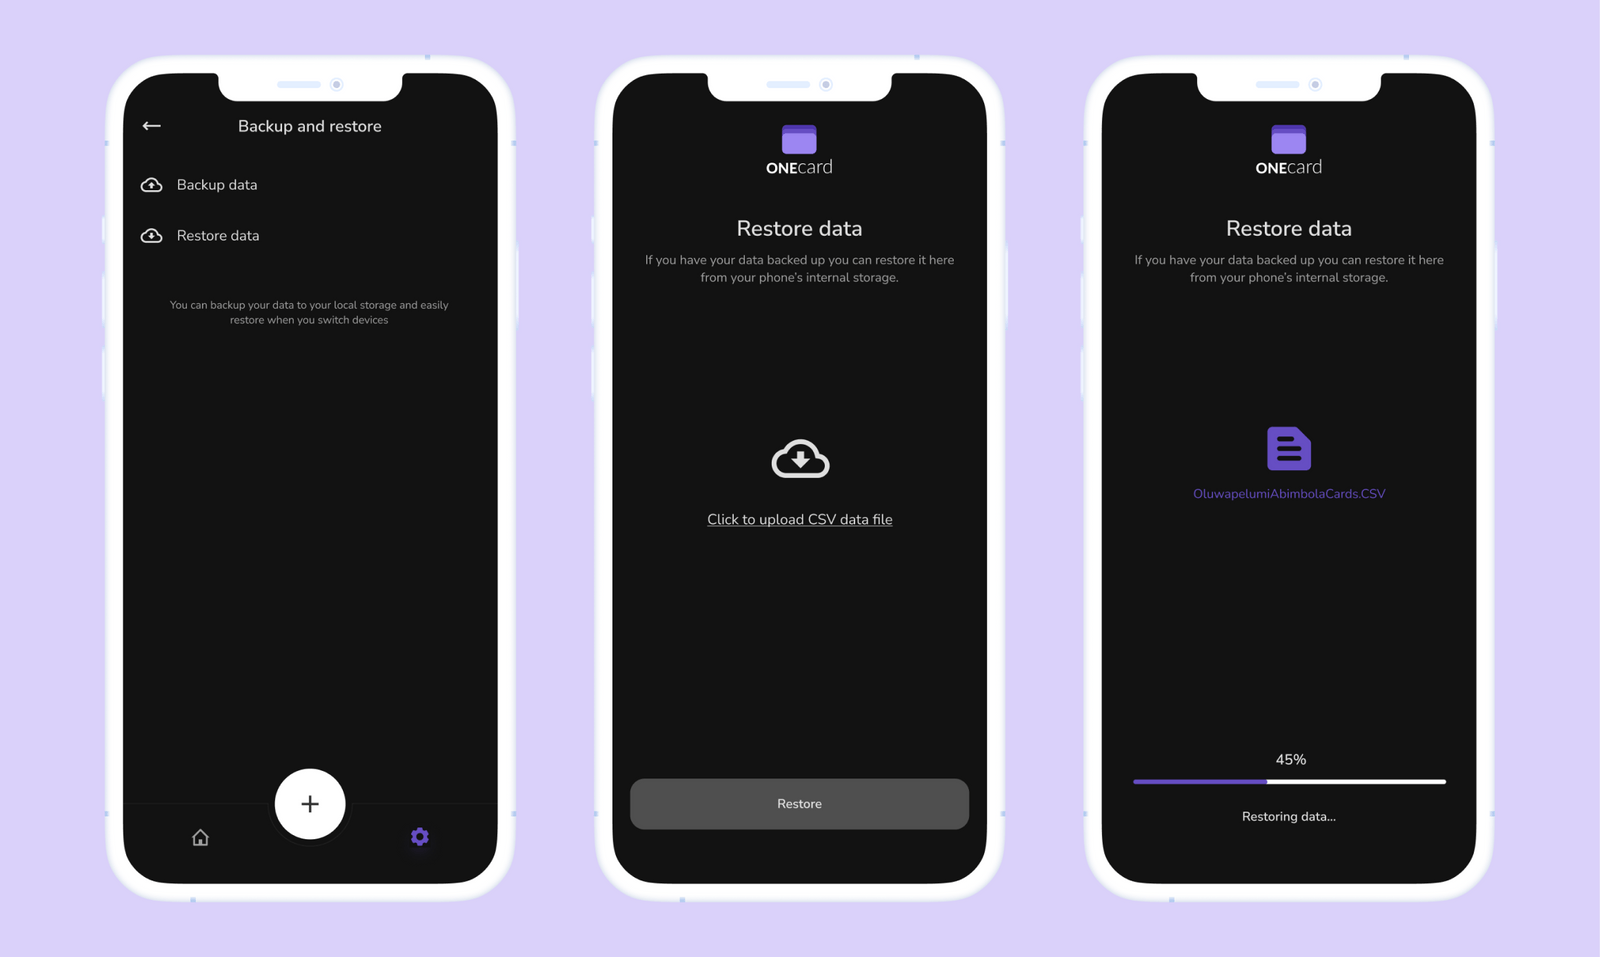 Backup and restore
Backup data
Restore data
You can backup your data to your local storage and easily
restore when you switch devices
ONEcard
Restore data
If you have your data backed up you can restore it here
from your phone's internal storage.
Click to upload CSV data file
Restore
ONEcard
Restore data
If you have your data backed up you can restore it here
from your phone's internal storage.
OluwapelumiAbimbolaCards.CSV
45%
Restoring data...